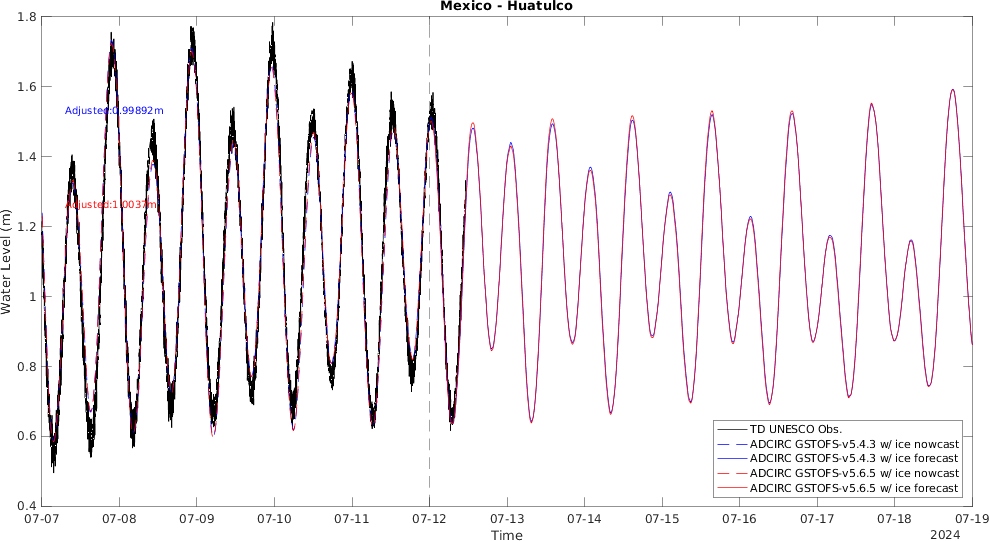 Mexico - Huatulco
1.8
1.6
1.4
1.2
1
0.8
0.6
0.4
Water Level (m)
Adjusted:0.99892m
Adjusted:1.0037m
TD UNESCO Obs.
ADCIRC GSTOFS-v5.4.3 w/ ice nowcast
ADCIRC GSTOFS-v5.4.3 w/ ice forecast
ADCIRC GSTOFS-v5.6.5 w/ ice nowcast
ADCIRC GSTOFS-v5.6.5 w/ ice forecast
07-07 07-08 07-09 07-10 07-11 07-12 07-13 07-14 07-15 07-16 07-17 07-18 07-19
Time
2024